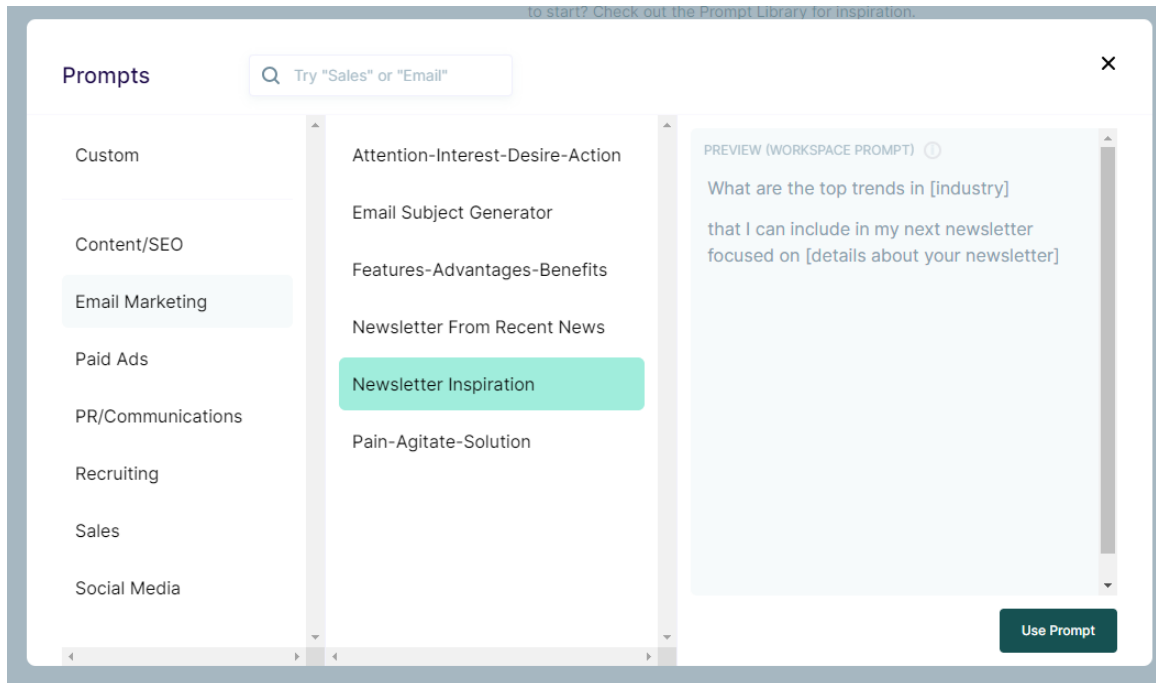 to start? Check out the Prompt Library for inspiration.
Prompts
Try "Sales" or "Email"
Custom
Content/SEO
Email Marketing
Paid Ads
PR/Communications
Recruiting
Sales
Social Media
Attention-Interest-Desire-Action
Email Subject Generator
Features-Advantages-Benefits
Newsletter From Recent News
Newsletter Inspiration
Pain-Agitate-Solution
PREVIEW (WORKSPACE PROMPT)
What are the top trends in [industry]
that I can include in my next newsletter
focused on [details about your newsletter]
Use Prompt